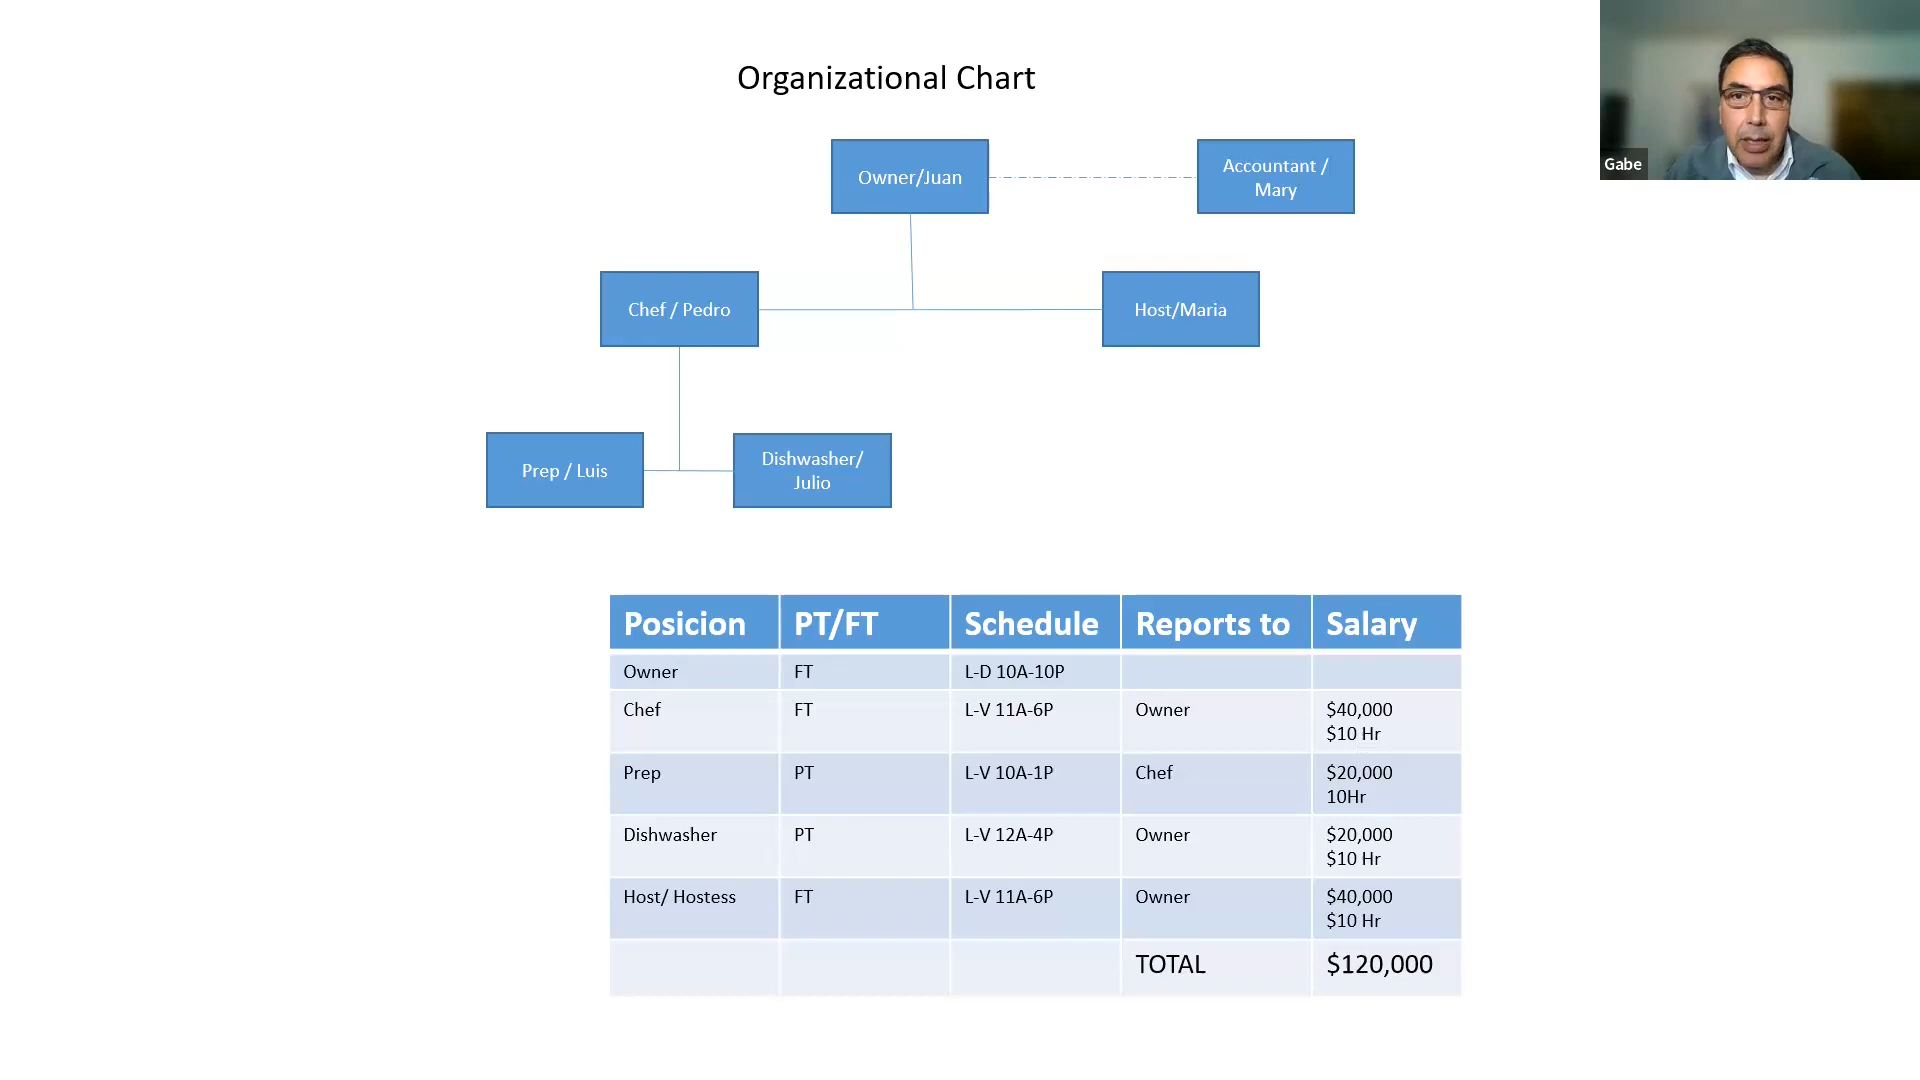 Organizational Chart
Gabe
Owner/Juan
Accountant /
Mary
Chef / Pedro
Host/Maria
Prep / Luis
Dishwasher/
Julio
Posicion PT/FT Schedule Reports to Salary
Owner FT L-D 10A-10P
Chef FT L-V 11A-6P Owner $40,000
$10 Hr
Prep PT L-V 10A-1P Chef $20,000
10Hr
Dishwasher PT L-V 12A-4P Owner $20,000
$10 Hr
Host/ Hostess FT L-V 11A-6P Owner $40,000
$10 Hr
TOTAL $120,000